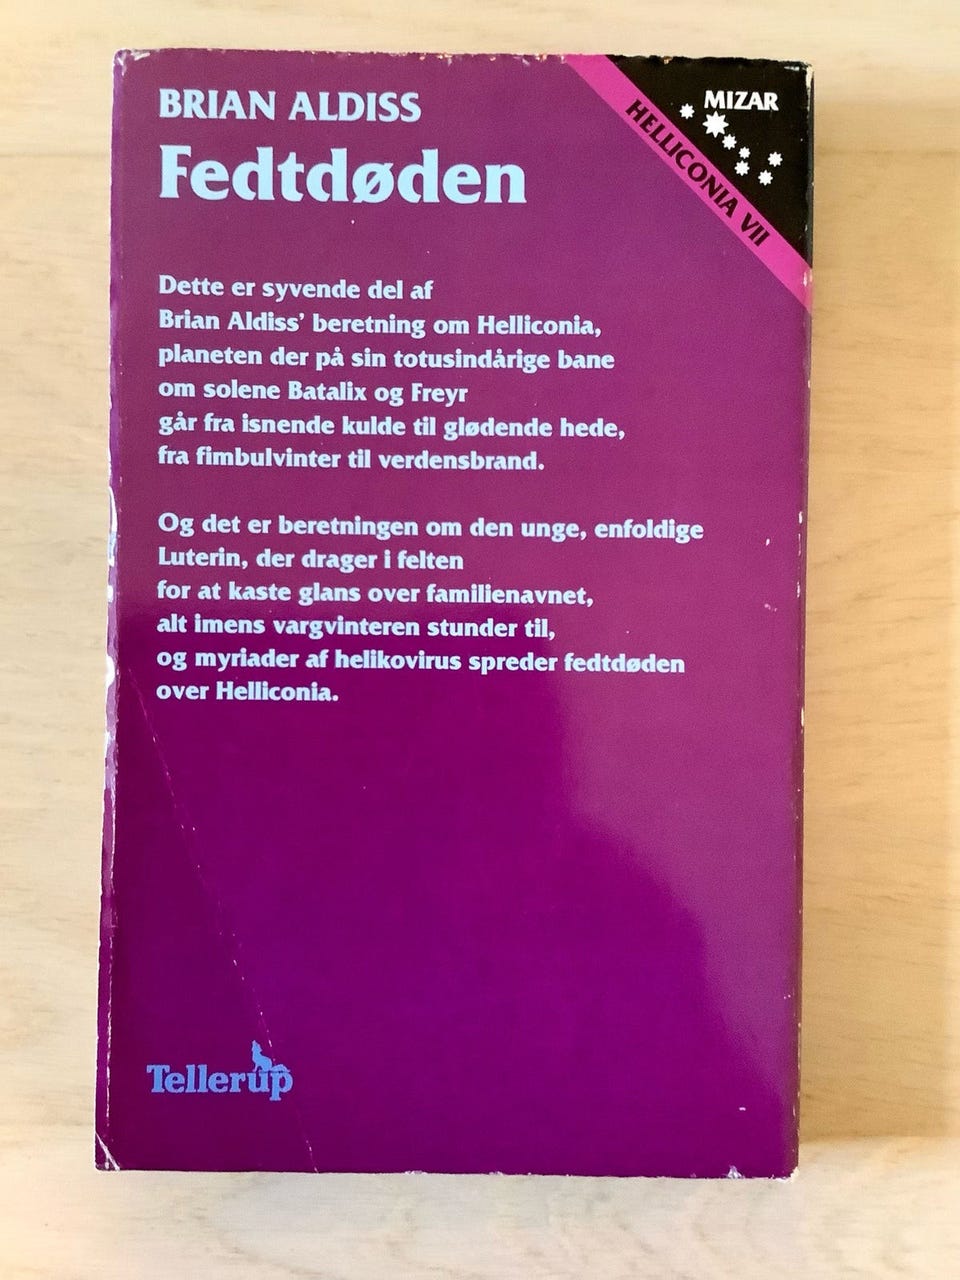 BRIAN ALDISS
Fedtdøden
MIZAR
HELLICONIA VII
Dette er syvende del af
Brian Aldiss' beretning om Helliconia,
planeten der på sin totusindårige bane
om solene Batalix og Freyr
går fra isnende kulde til glødende hede,
fra fimbulvinter til verdensbrand.
Og det er beretningen om den unge, enfoldige
Luterin, der drager i felten
for at kaste glans over familienavnet,
alt imens vargvinteren stunder til,
og myriader af helikovirus spreder fedtdøden
over Helliconia.
Tellerup